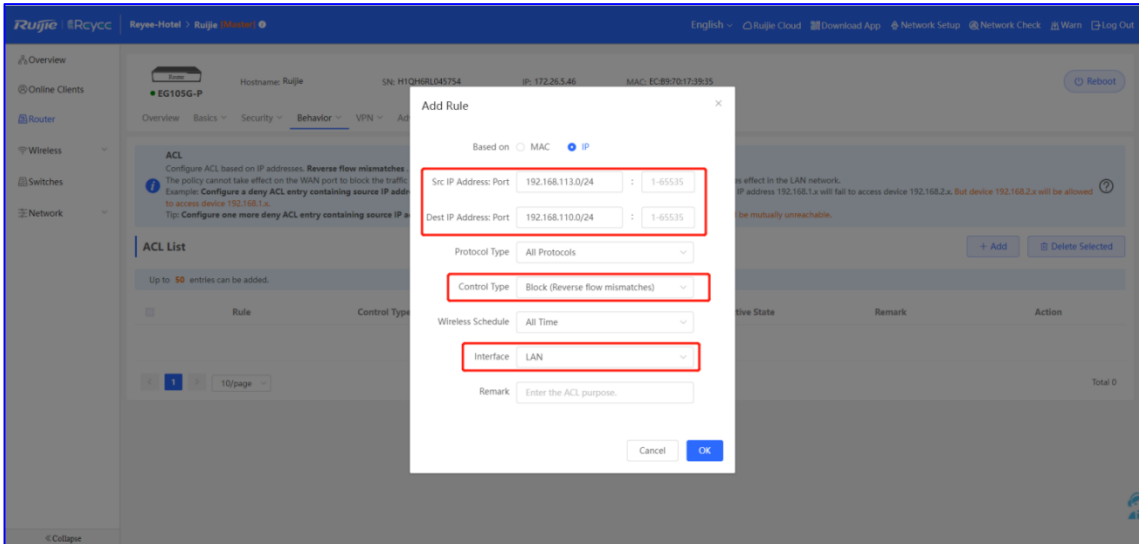 Ruijie Reyee Reyee-Hotel > Ruijie (Master) English Ruijie Cloud Download App Network Setup Network Check Warn Log Out
Overview
Online Clients
Router
Wireless
Switches
Network
Collapse
Reyee
EG105G-P
Hostname: Ruijie SN: H1QH6RL045754 IP: 172.26.5.46 MAC: EC:B9:70:17:39:35
Reboot
Overview Basics Security Behavior VPN Ad
ACL
Configure ACL based on IP addresses. Reverse flow mismatches.
The policy cannot take effect on the WAN port to block the traffic s effect in the LAN network.
Example: Configure a deny ACL entry containing source IP addr IP address 192.168.1.x will fail to access device 192.168.2.x. But device 192.168.2.x will be allowed
to access device 192.168.1.x.
Tip: Configure one more deny ACL entry containing source IP a be mutually unreachable.
ACL List
+ Add
Delete Selected
Up to 50 entries can be added.
Rule Control Type tive State Remark Action
1 10/page Total 0
Add Rule
Based on MAC IP
Src IP Address: Port 192.168.113.0/24 : 1-65535
Dest IP Address: Port 192.168.110.0/24 : 1-65535
Protocol Type All Protocols
Control Type Block (Reverse flow mismatches)
Wireless Schedule All Time
Interface LAN
Remark Enter the ACL purpose.
Cancel OK